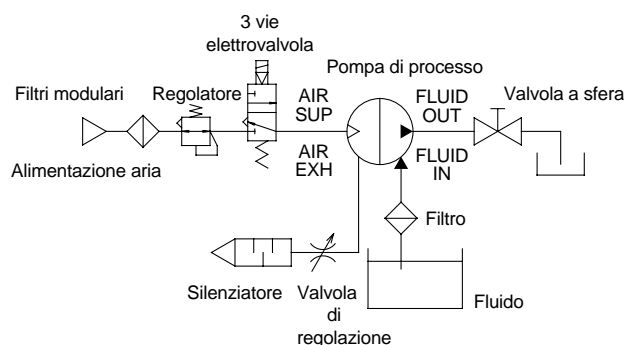 3 vie
elettrovalvola
Pompa di processo
Filtri modulari
Regolatore
AIR
SUP
FLUID
OUT
Valvola a sfera
Alimentazione aria
AIR
EXH
FLUID
IN
Filtro
Silenziatore
Valvola
di
regolazione
Fluido